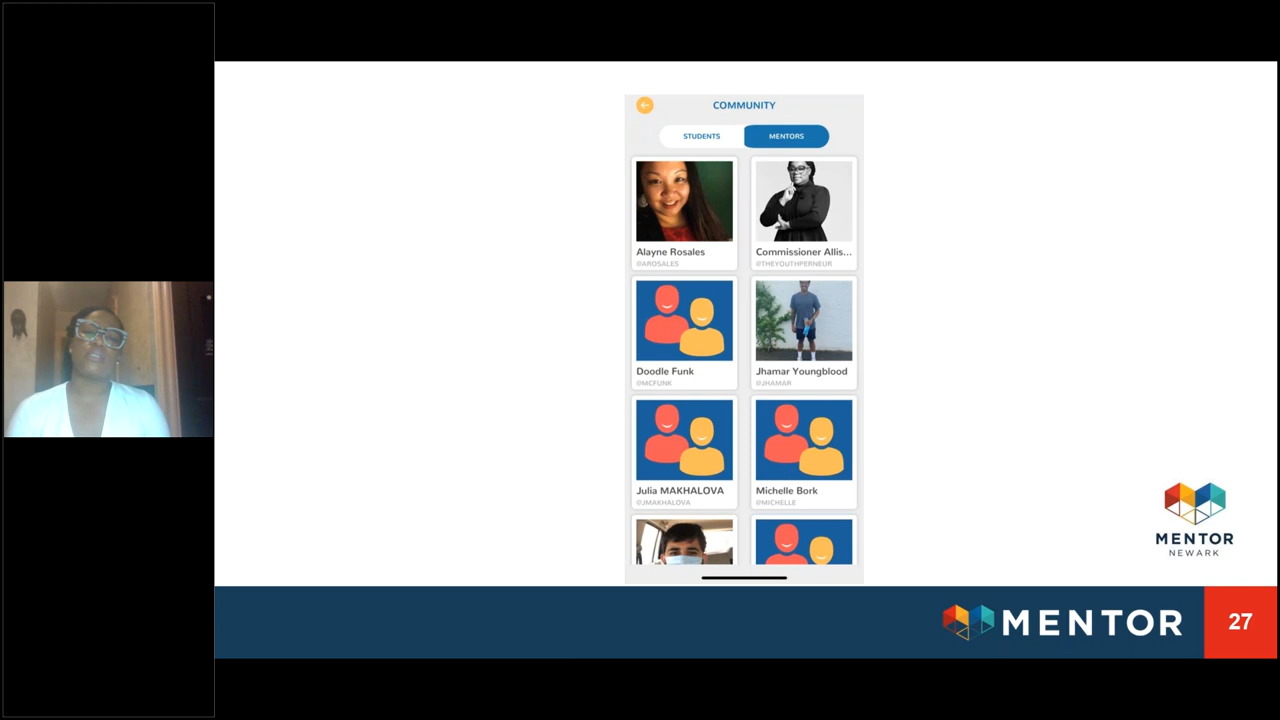 COMMUNITY
STUDENTS
MENTORS
Alayne Rosales
@AROSALES
Commissioner Allis...
@THEYOUTHPERNEUR
Doodle Funk
@MCFUNK
Jhamar Youngblood
@JHAMAR
Julia MAKHALOVA
@JMAKHALOVA
Michelle Bork
@MICHELLE
MENTOR
NEWARK
MENTOR
27